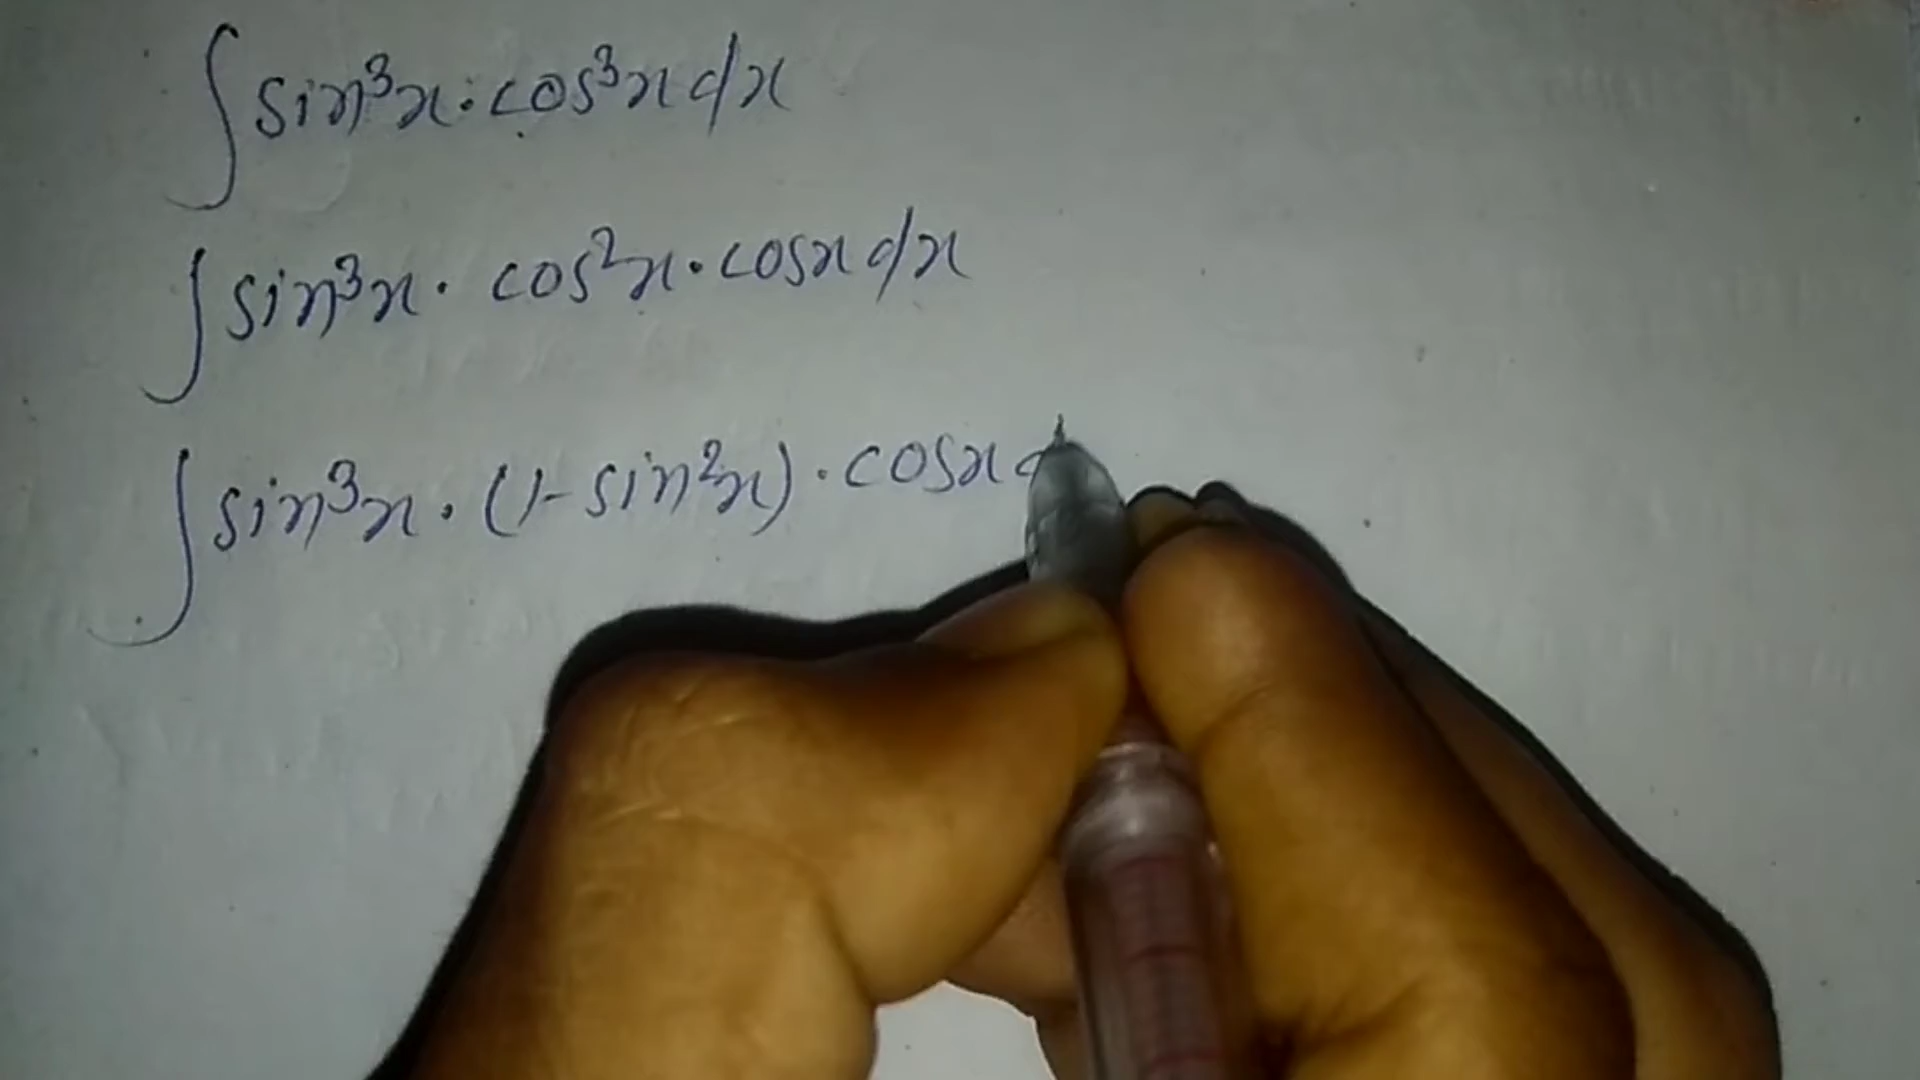 ∫sin³x·cos³x dx
∫sin³x·cos²x·cosx dx
∫sin³x·(1-sin²x)·cosx